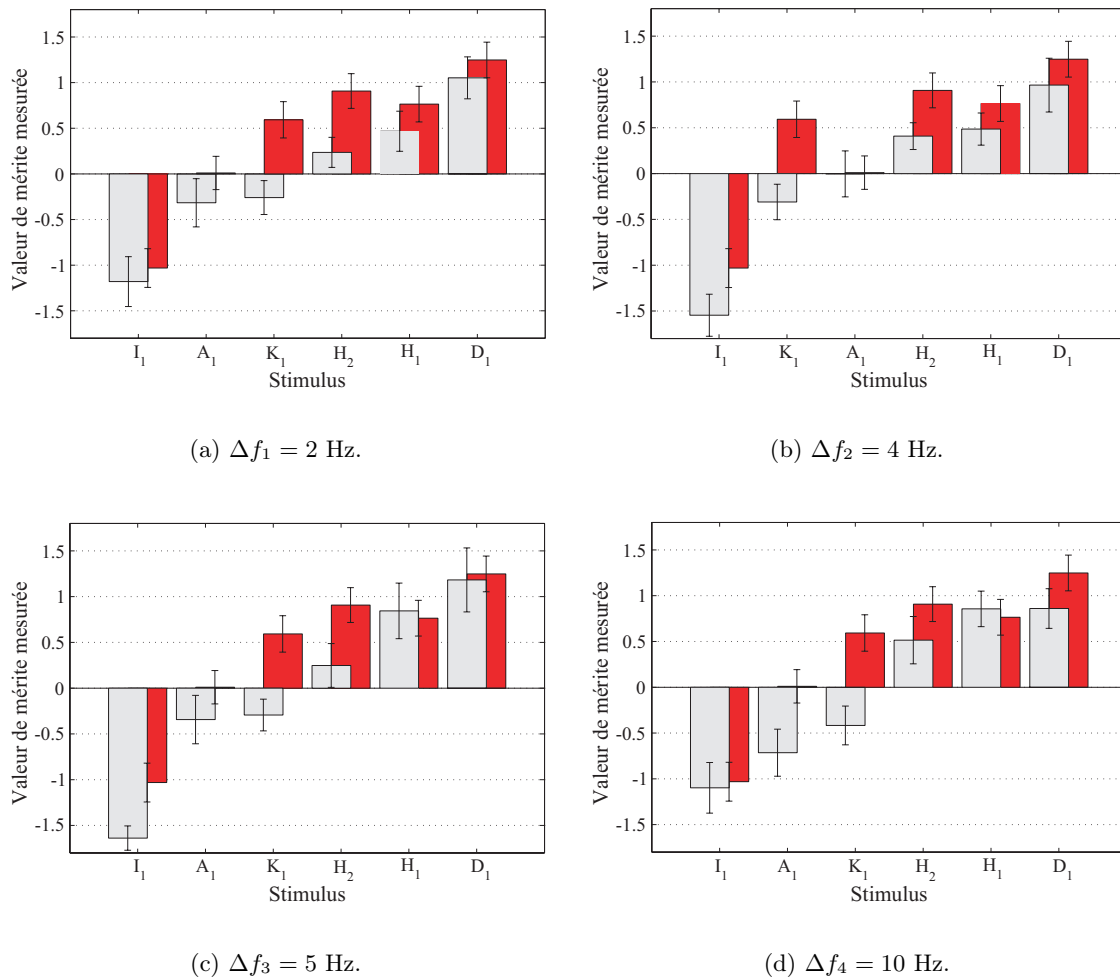 Valeur de mérite mesurée
1.5
1
0.5
0
-0.5
-1
-1.5
I₁ A₁ K₁ H₂ H₁ D₁
Stimulus
(a) Δf₁ = 2 Hz.
Valeur de mérite mesurée
1.5
1
0.5
0
-0.5
-1
-1.5
I₁ K₁ A₁ H₂ H₁ D₁
Stimulus
(b) Δf₂ = 4 Hz.
Valeur de mérite mesurée
1.5
1
0.5
0
-0.5
-1
-1.5
I₁ A₁ K₁ H₂ H₁ D₁
Stimulus
(c) Δf₃ = 5 Hz.
Valeur de mérite mesurée
1.5
1
0.5
0
-0.5
-1
-1.5
I₁ A₁ K₁ H₂ H₁ D₁
Stimulus
(d) Δf₄ = 10 Hz.